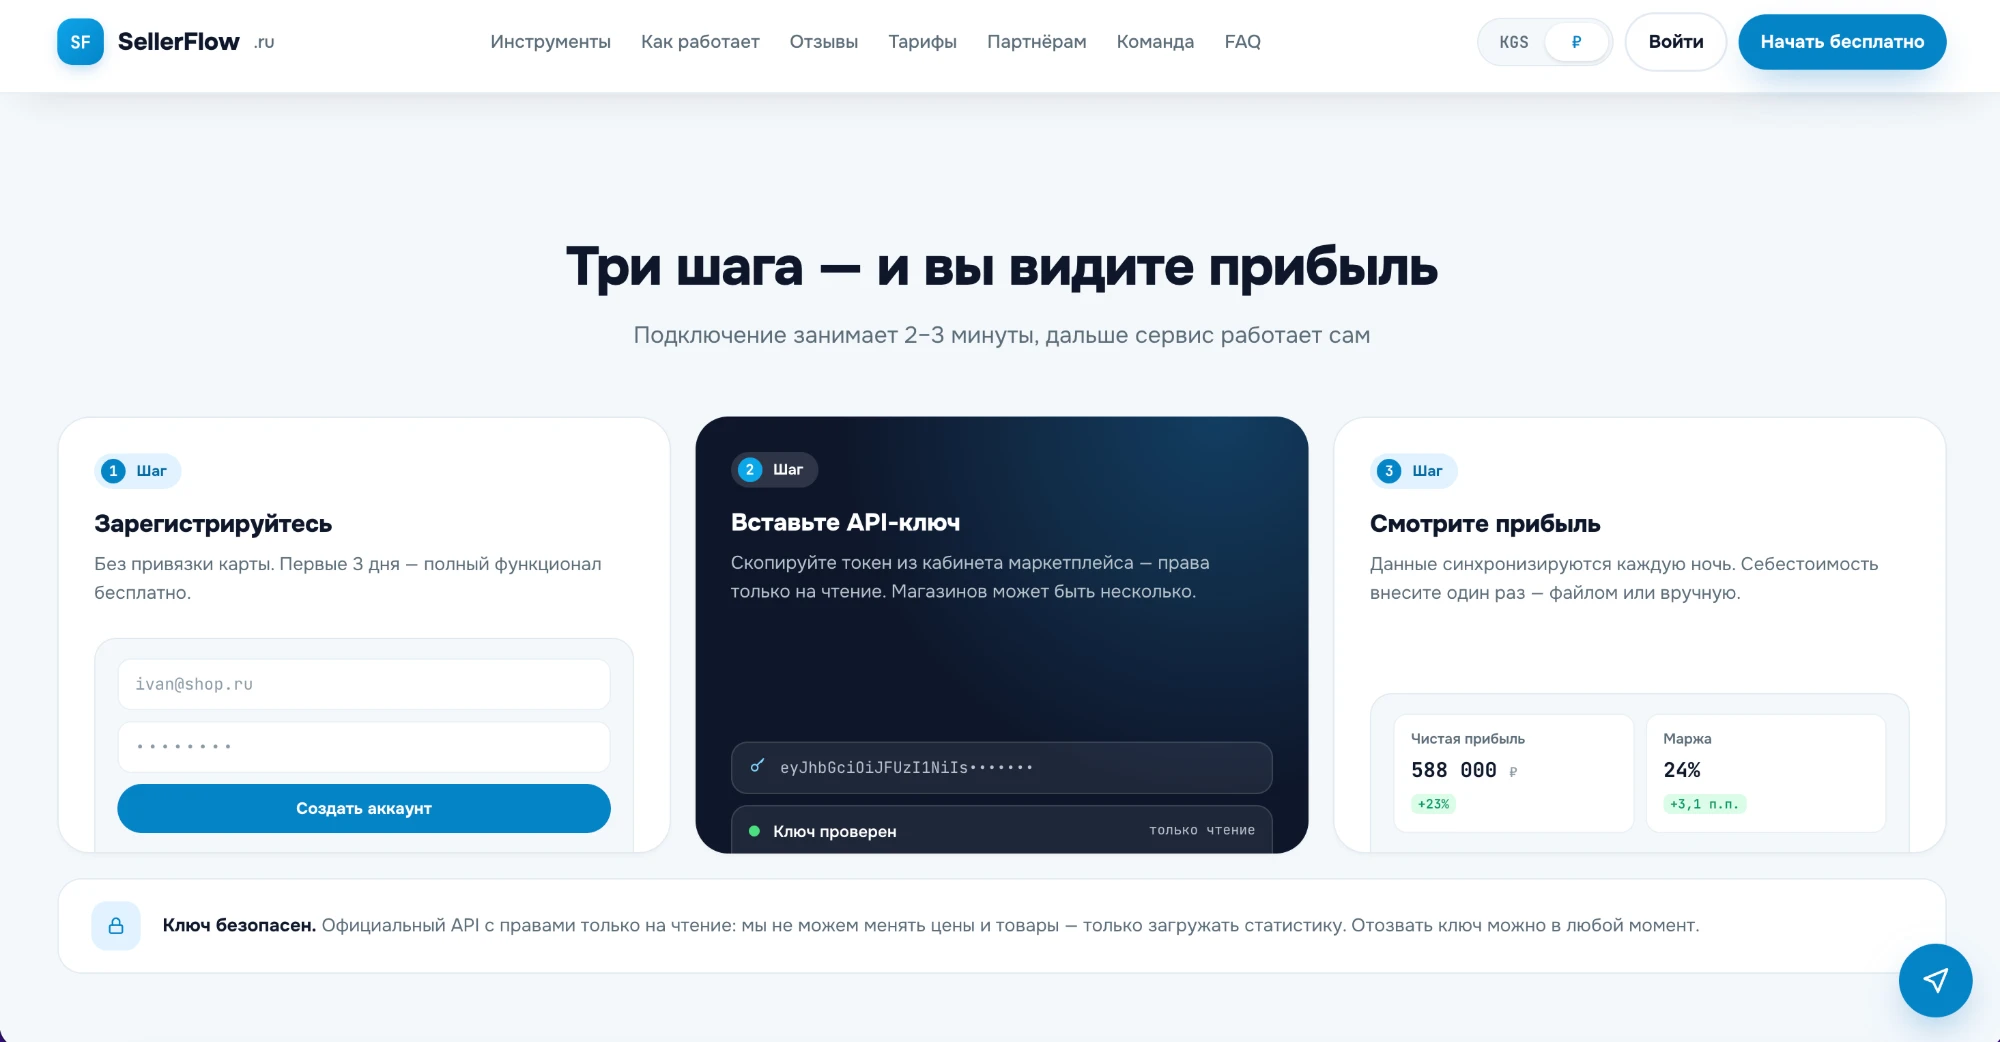 SF SellerFlow .ru Инструменты Как работает Отзывы Тарифы Партнёрам Команда FAQ KGS ₽ Войти Начать бесплатно
Три шага — и вы видите прибыль
Подключение занимает 2–3 минуты, дальше сервис работает сам
1 Шаг
Зарегистрируйтесь
Без привязки карты. Первые 3 дня — полный функционал
бесплатно.
ivan@shop.ru
••••••••
Создать аккаунт
2 Шаг
Вставьте API-ключ
Скопируйте токен из кабинета маркетплейса — права
только на чтение. Магазинов может быть несколько.
eyJhbGciOiJFUzI1NiIs•••••••
Ключ проверен только чтение
3 Шаг
Смотрите прибыль
Данные синхронизируются каждую ночь. Себестоимость
внесите один раз — файлом или вручную.
Чистая прибыль
588 000 ₽
+23%
Маржа
24%
+3,1 п.п.
Ключ безопасен. Официальный API с правами только на чтение: мы не можем менять цены и товары — только загружать статистику. Отозвать ключ можно в любой момент.